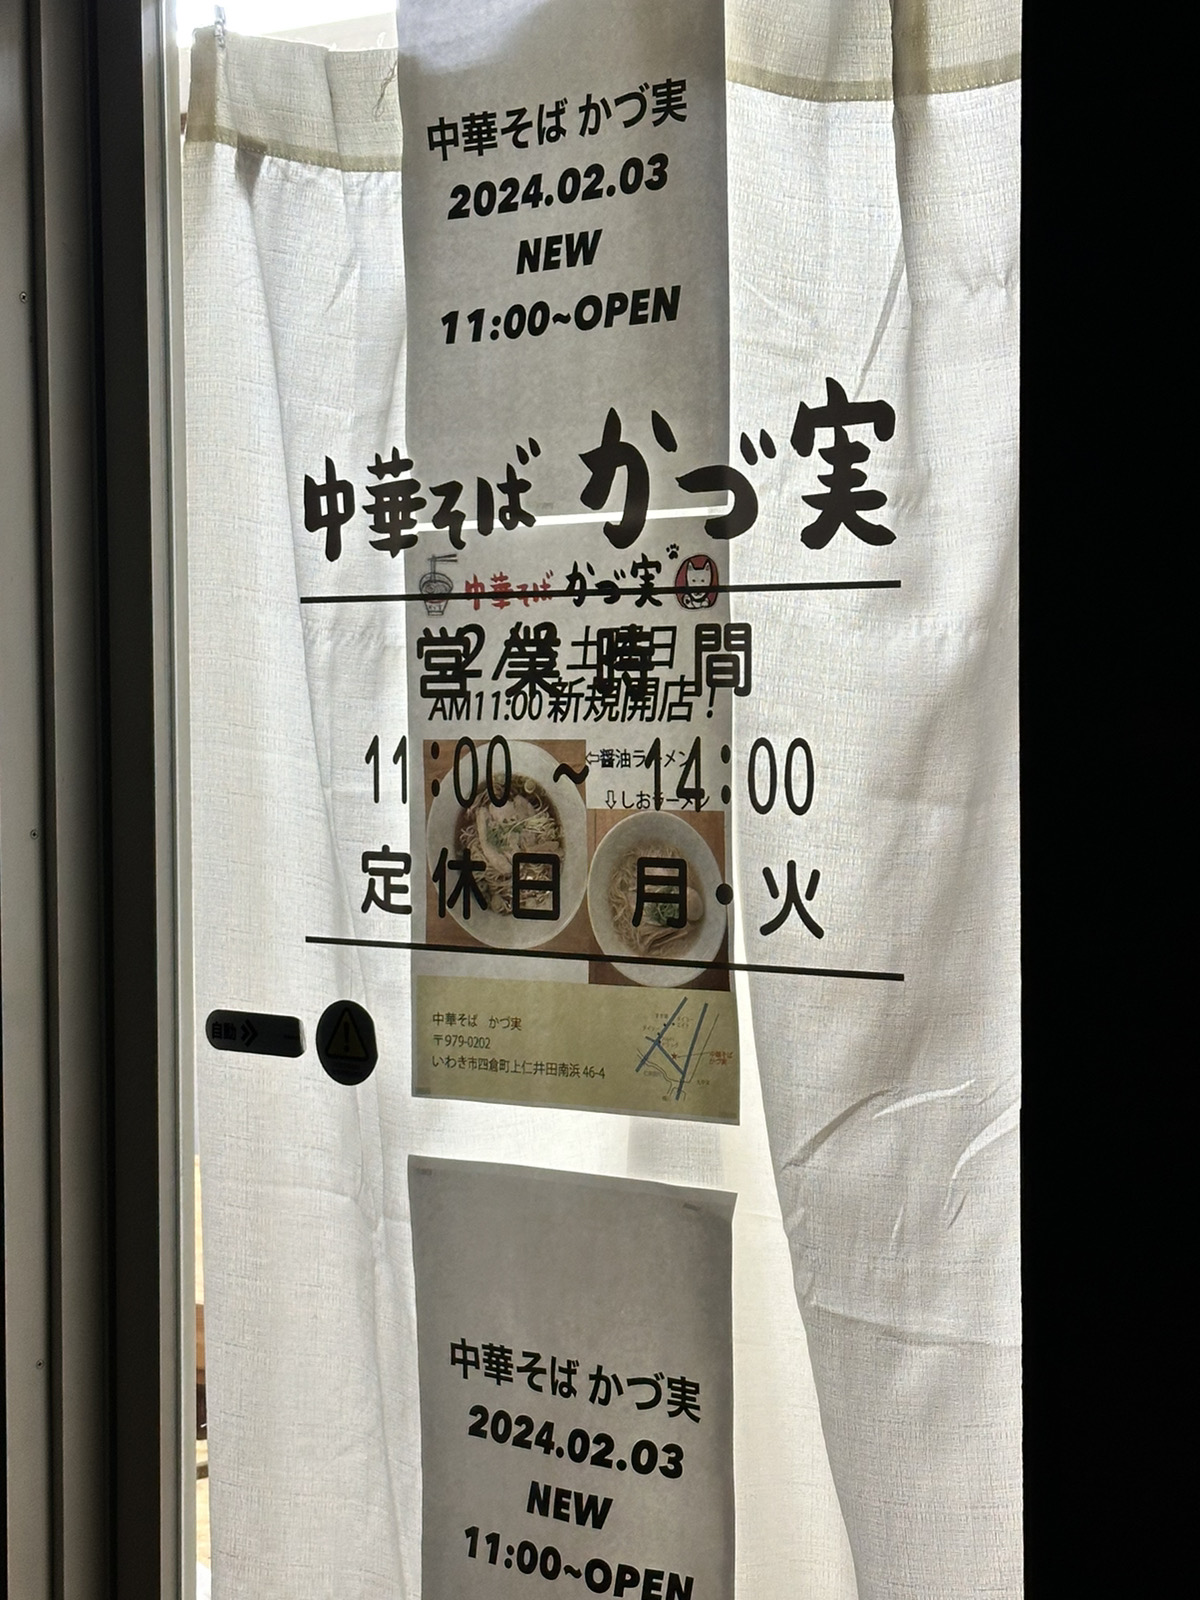 中華そば かづ実
2024.02.03
NEW
11:00~OPEN
中華そば かづ実
中華そば かづ実
営業時間
土曜日
AM11:00 新規開店！
11:00 ~ 14:00
⇦醤油ラーメン
⇩しおラーメン
定休日 月・火
自動
中華そば かづ実
〒979-0202
いわき市四倉町上仁井田南浜 46-4
中華そば かづ実
2024.02.03
NEW
11:00~OPEN